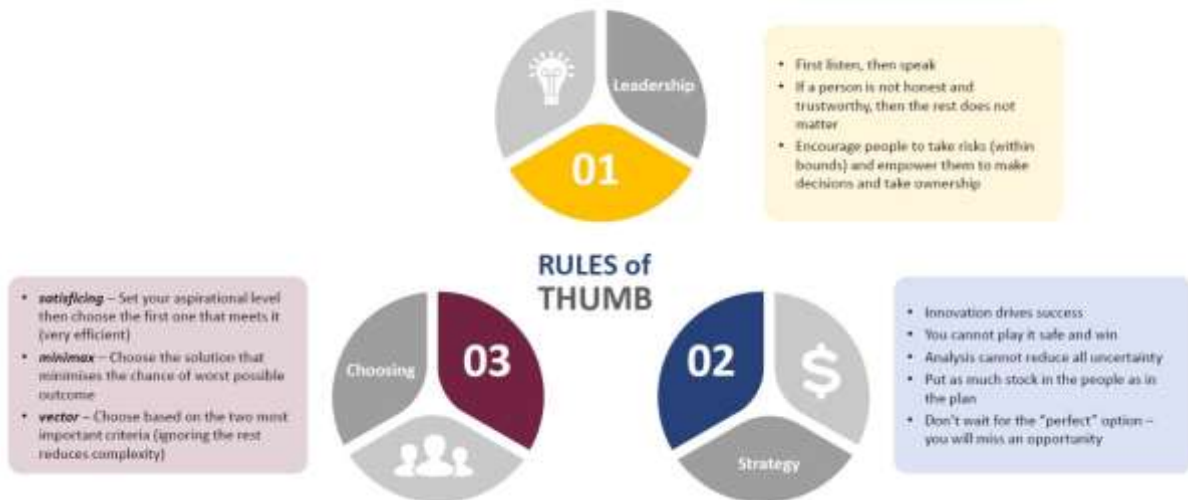 Leadership
01
• First listen, then speak
• If a person is not honest and
trustworthy, then the rest does not
matter
• Encourage people to take risks (within
bounds) and empower them to make
decisions and take ownership
RULES of
THUMB
02
$
Strategy
• Innovation drives success
• You cannot play it safe and win
• Analysis cannot reduce all uncertainty
• Put as much stock in the people as in
the plan
• Don't wait for the "perfect" option –
you will miss an opportunity
Choosing
03
• satisficing – Set your aspirational level
then choose the first one that meets it
(very efficient)
• minimax – Choose the solution that
minimises the chance of worst possible
outcome
• vector – Choose based on the two most
important criteria (ignoring the rest
reduces complexity)